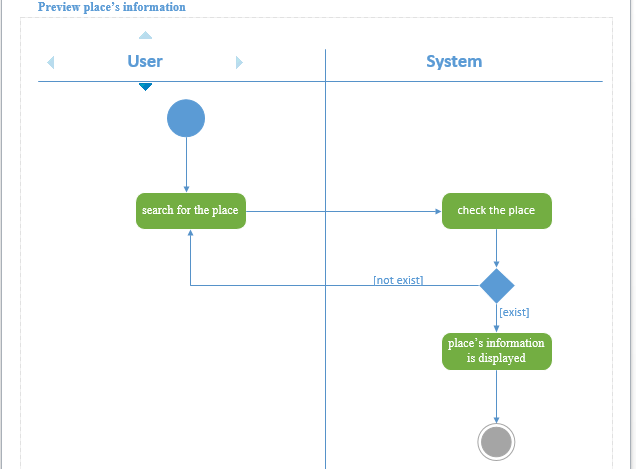 Preview place's information
User
System
search for the place
check the place
[not exist]
[exist]
place's information
is displayed